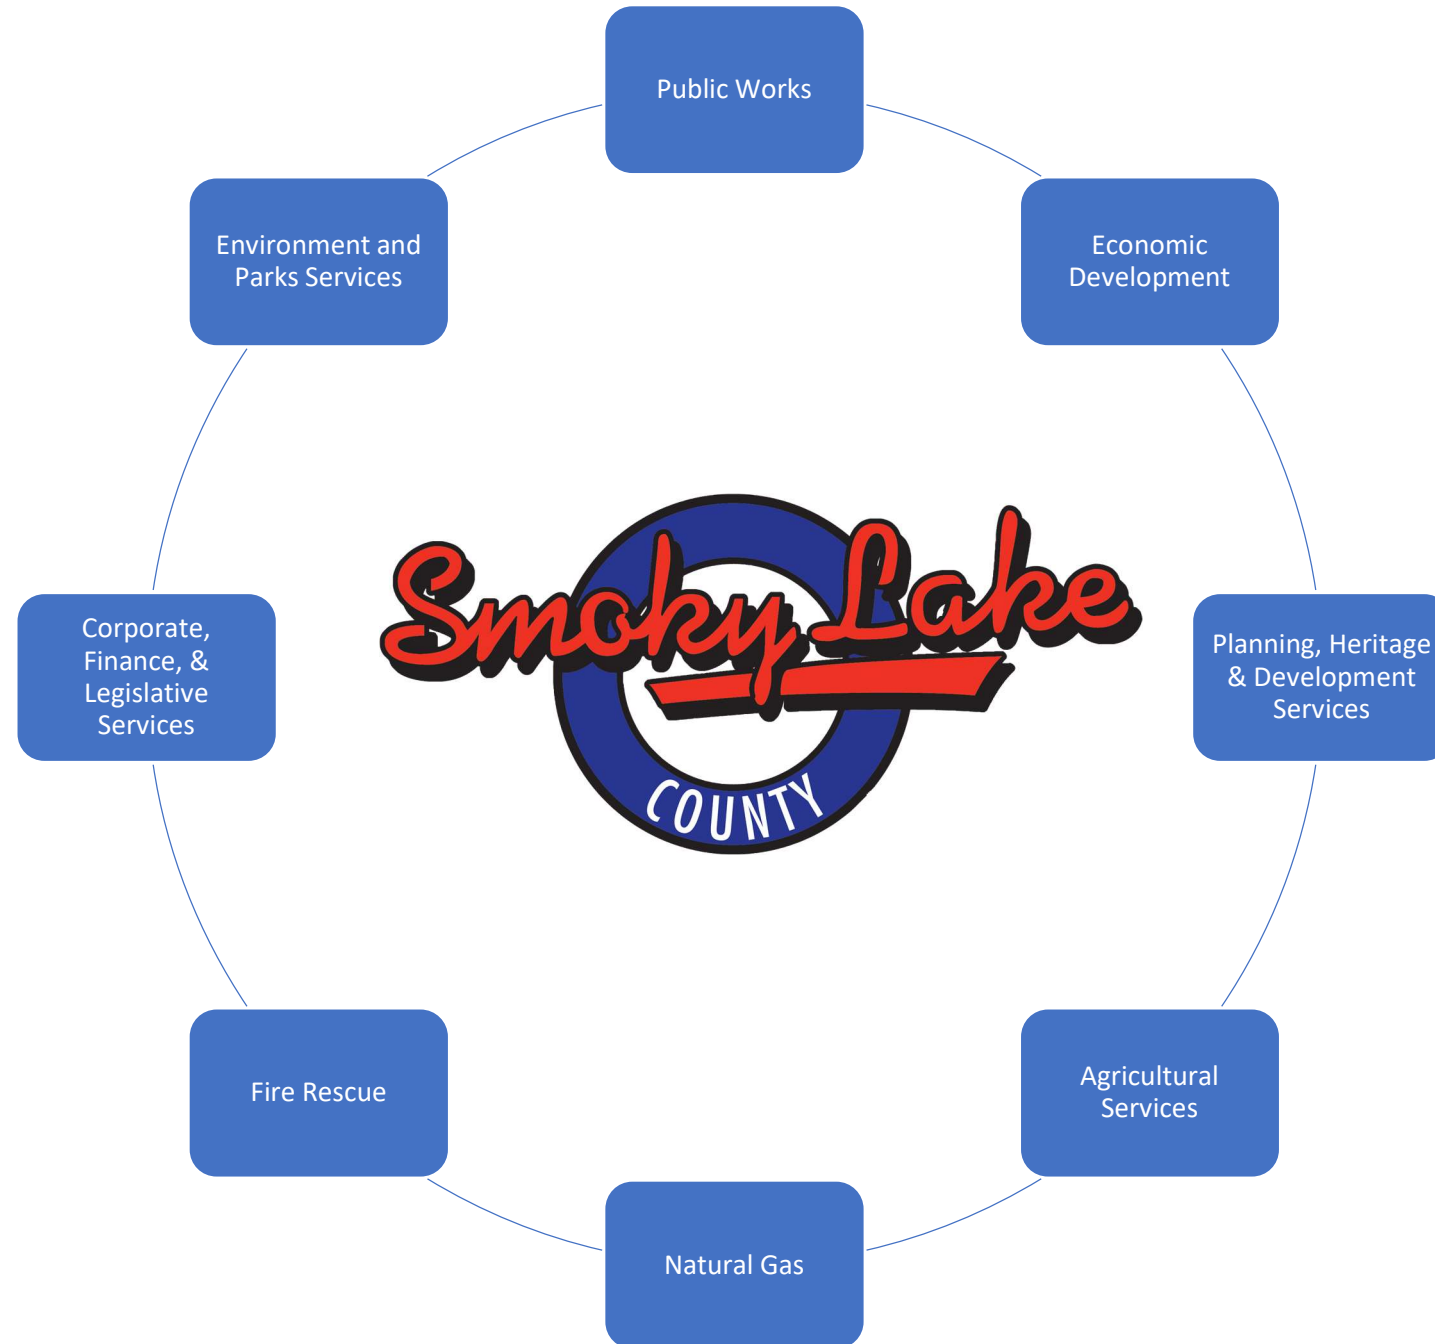 Public Works
Environment and
Parks Services
Economic
Development
Smoky Lake
COUNTY
Corporate,
Finance, &
Legislative
Services
Planning, Heritage
& Development
Services
Fire Rescue
Agricultural
Services
Natural Gas